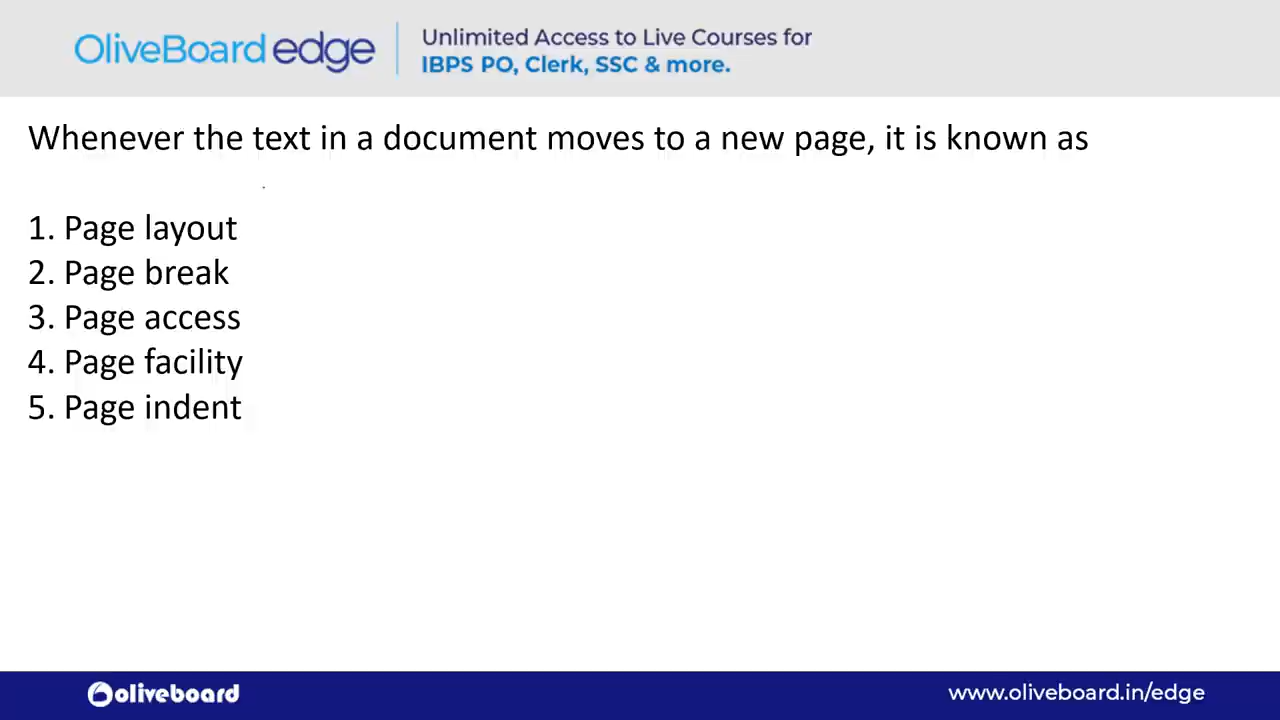 OliveBoard edge
Unlimited Access to Live Courses for
IBPS PO, Clerk, SSC & more.
Whenever the text in a document moves to a new page, it is known as
1. Page layout
2. Page break
3. Page access
4. Page facility
5. Page indent
oliveboard
www.oliveboard.in/edge